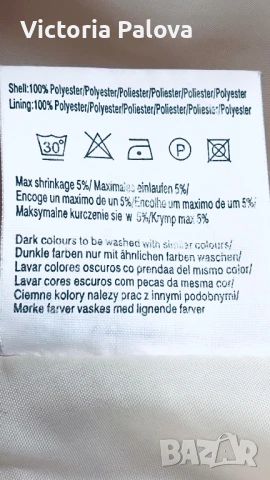 Victoria Palova
Shell:100% Polyester/Polyester/Poliester/Poliester/Poliester/Polyester
Lining:100% Polyester/Polyester/Poliester/Poliester/Poliester/Polyester
30° P
Max shrinkage 5%/ Maximales einlaufen 5%/
Encoge un maximo de un 5%/Encolhe um maximo de um 5%/
Maksymalne kurczenie sie w 5%/Krymp max 5%
Dark colours to be washed with similar colours/
Dunkle farben nur mit ähnlichen farben waschen/
Lavar colores oscuros co prendaa del mismo color/
Lavar cores escuros com pecas da mesma cor/
Ciemne kolory nalezy prac z innymi podobnymi/
Mørke farver vaskes med lignende farver
BAZAR